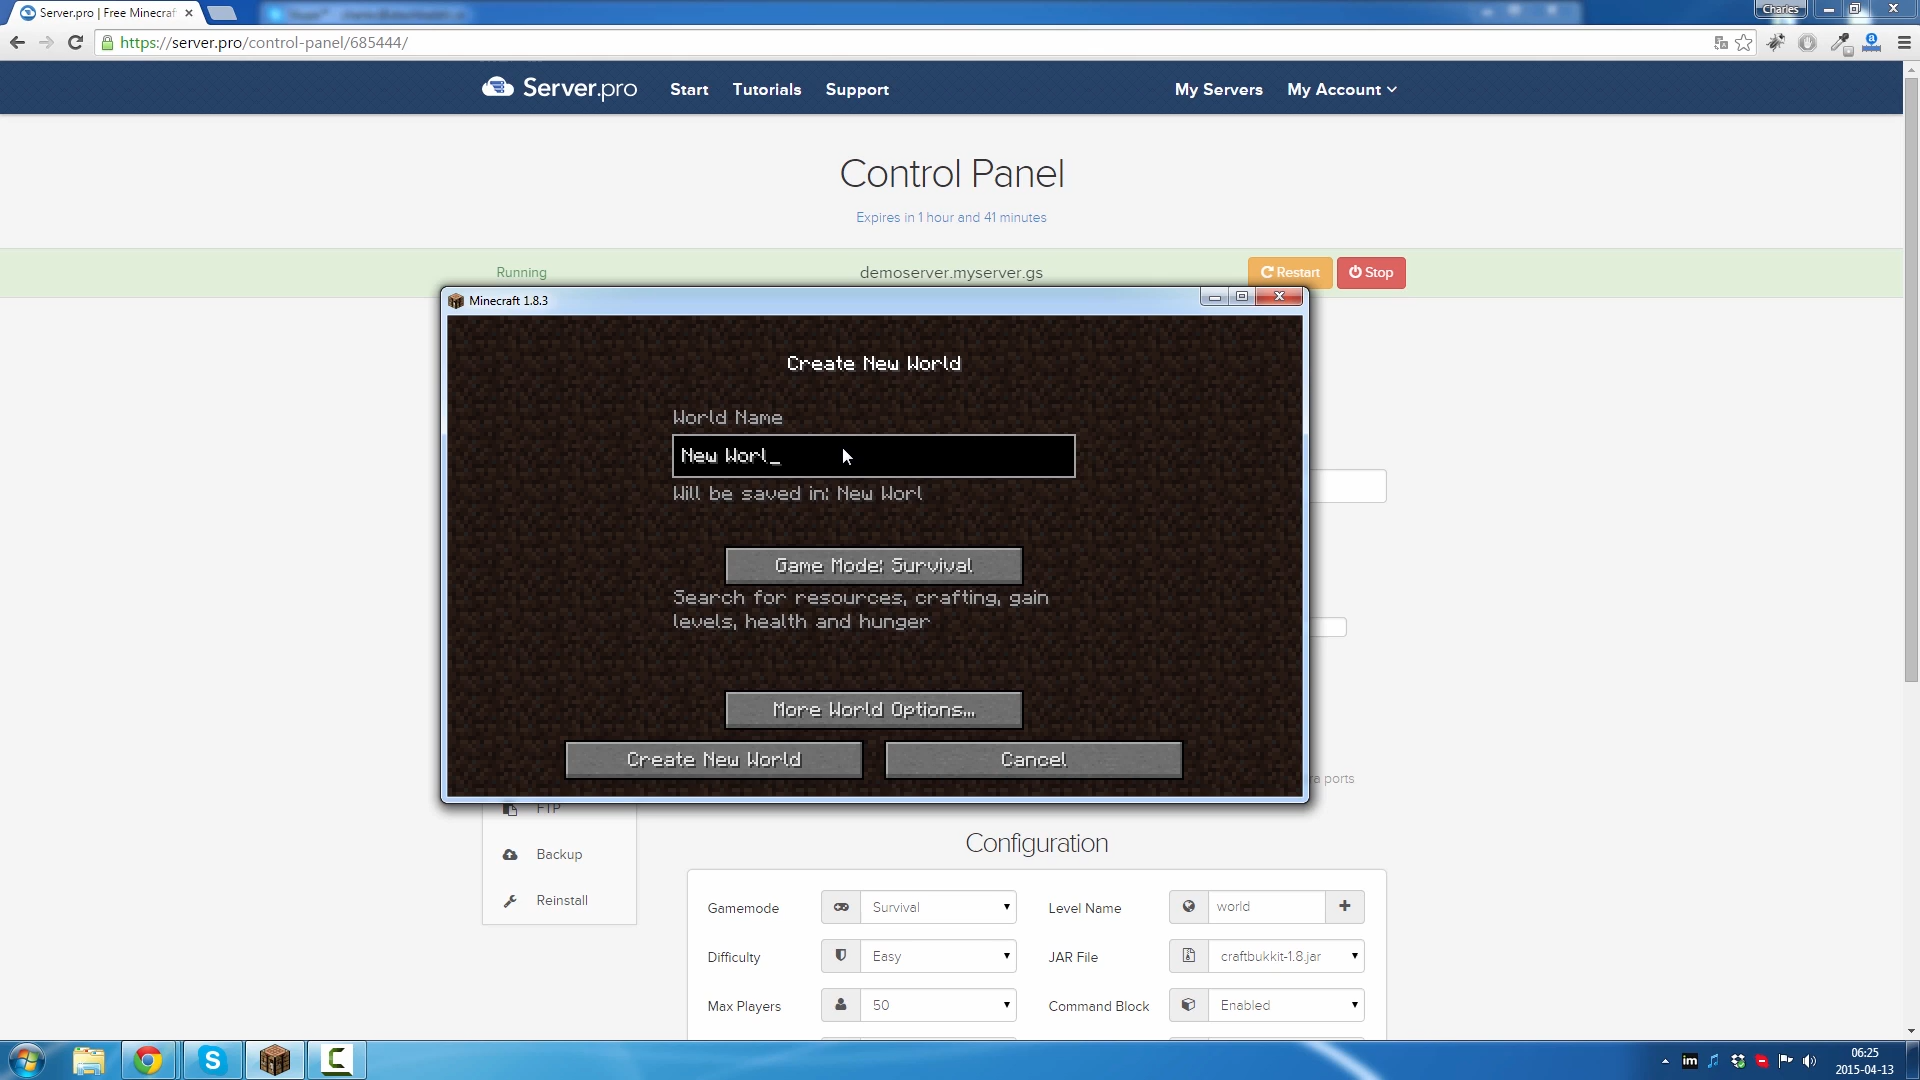 Server.pro | Free Minecraf
Charles
https://server.pro/control-panel/685444/
Server.pro
Start
Tutorials
Support
My Servers
My Account
Control Panel
Expires in 1 hour and 41 minutes
Running
demoserver.myserver.gs
Restart
Stop
Minecraft 1.8.3
Create New World
World Name
New Worl_
Will be saved in: New Worl
Game Mode: Survival
Search for resources, crafting, gain
levels, health and hunger
More World Options...
Create New World
Cancel
ra ports
FTP
Backup
Reinstall
Configuration
Gamemode
Survival
Level Name
world
Difficulty
Easy
JAR File
craftbukkit-1.8.jar
Max Players
50
Command Block
Enabled
im
06:25
2015-04-13